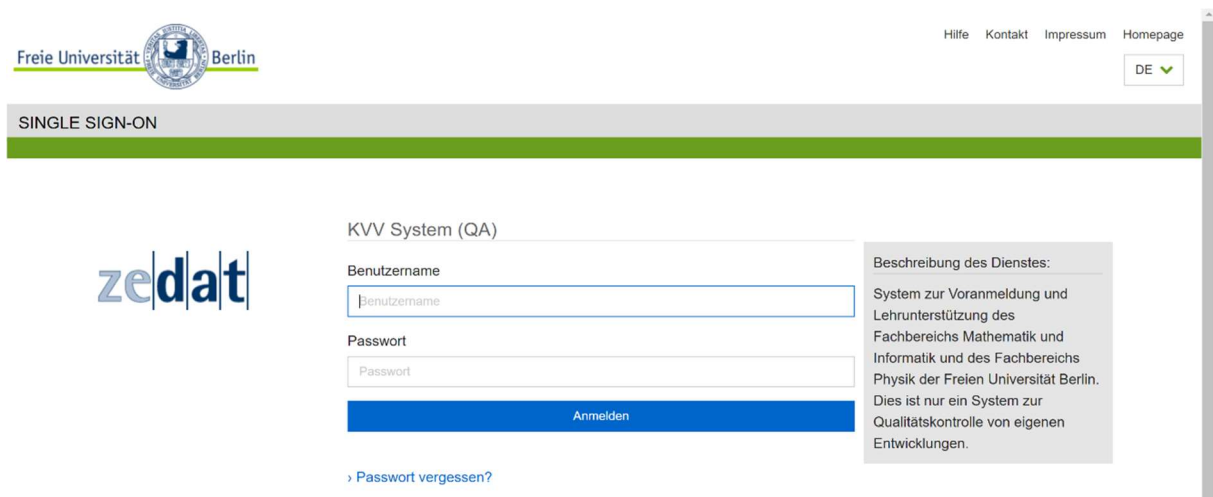 Freie Universität Berlin
Hilfe Kontakt Impressum Homepage
DE
SINGLE SIGN-ON
zedat
KVV System (QA)
Benutzername
Benutzername
Passwort
Passwort
Anmelden
› Passwort vergessen?
Beschreibung des Dienstes:
System zur Voranmeldung und
Lehrunterstützung des
Fachbereichs Mathematik und
Informatik und des Fachbereichs
Physik der Freien Universität Berlin.
Dies ist nur ein System zur
Qualitätskontrolle von eigenen
Entwicklungen.